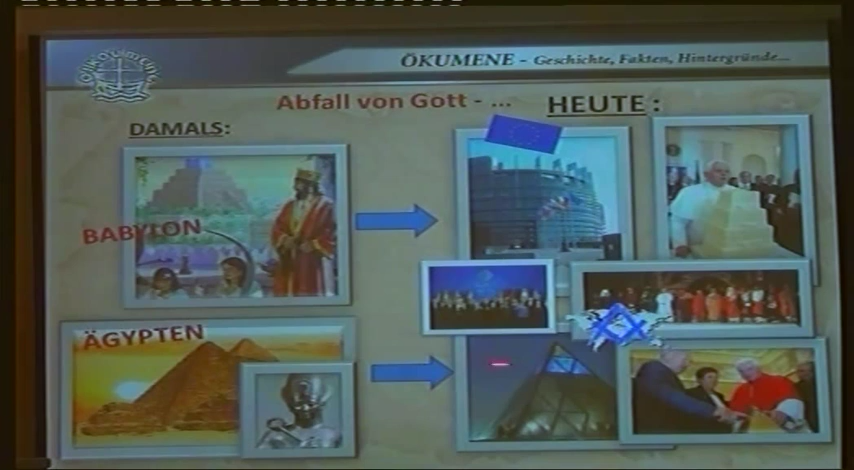 ÖKUMENE - Geschichte, Fakten, Hintergründe...
Abfall von Gott - ... HEUTE :
DAMALS:
BABYLON
ÄGYPTEN